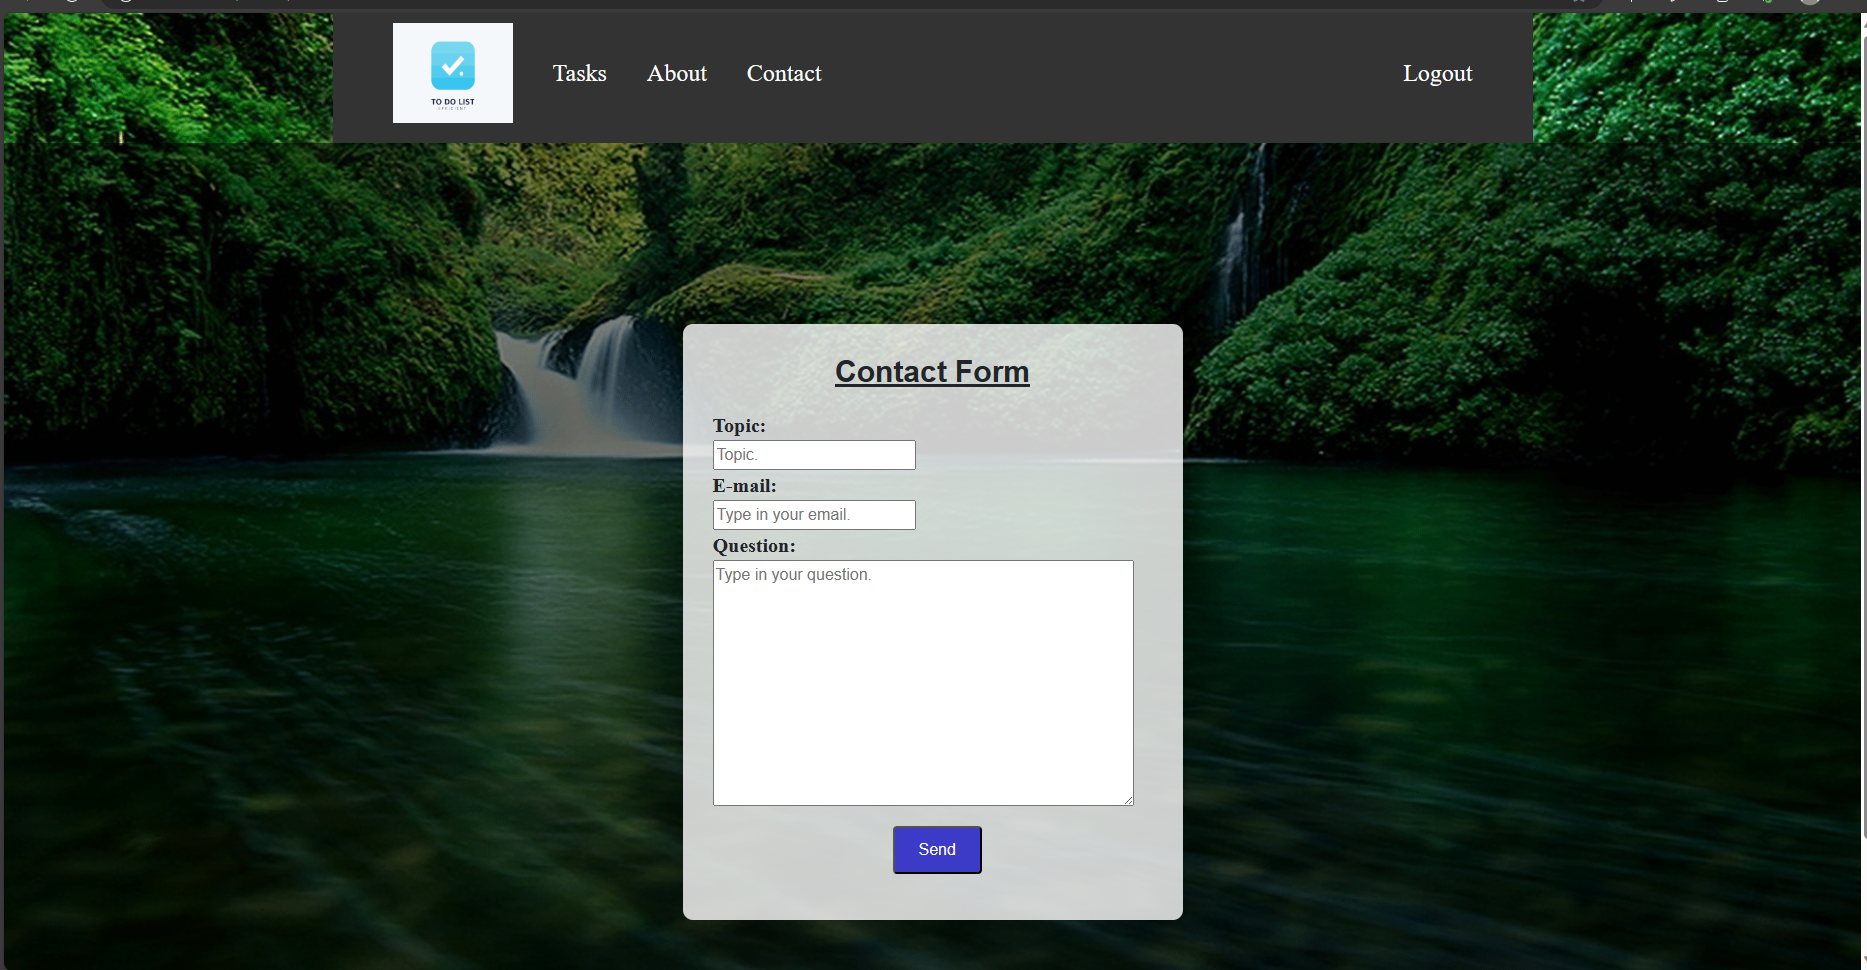 TO DO LIST
Tasks
About
Contact
Logout
Contact Form
Topic:
Topic.
E-mail:
Type in your email.
Question:
Type in your question.
Send